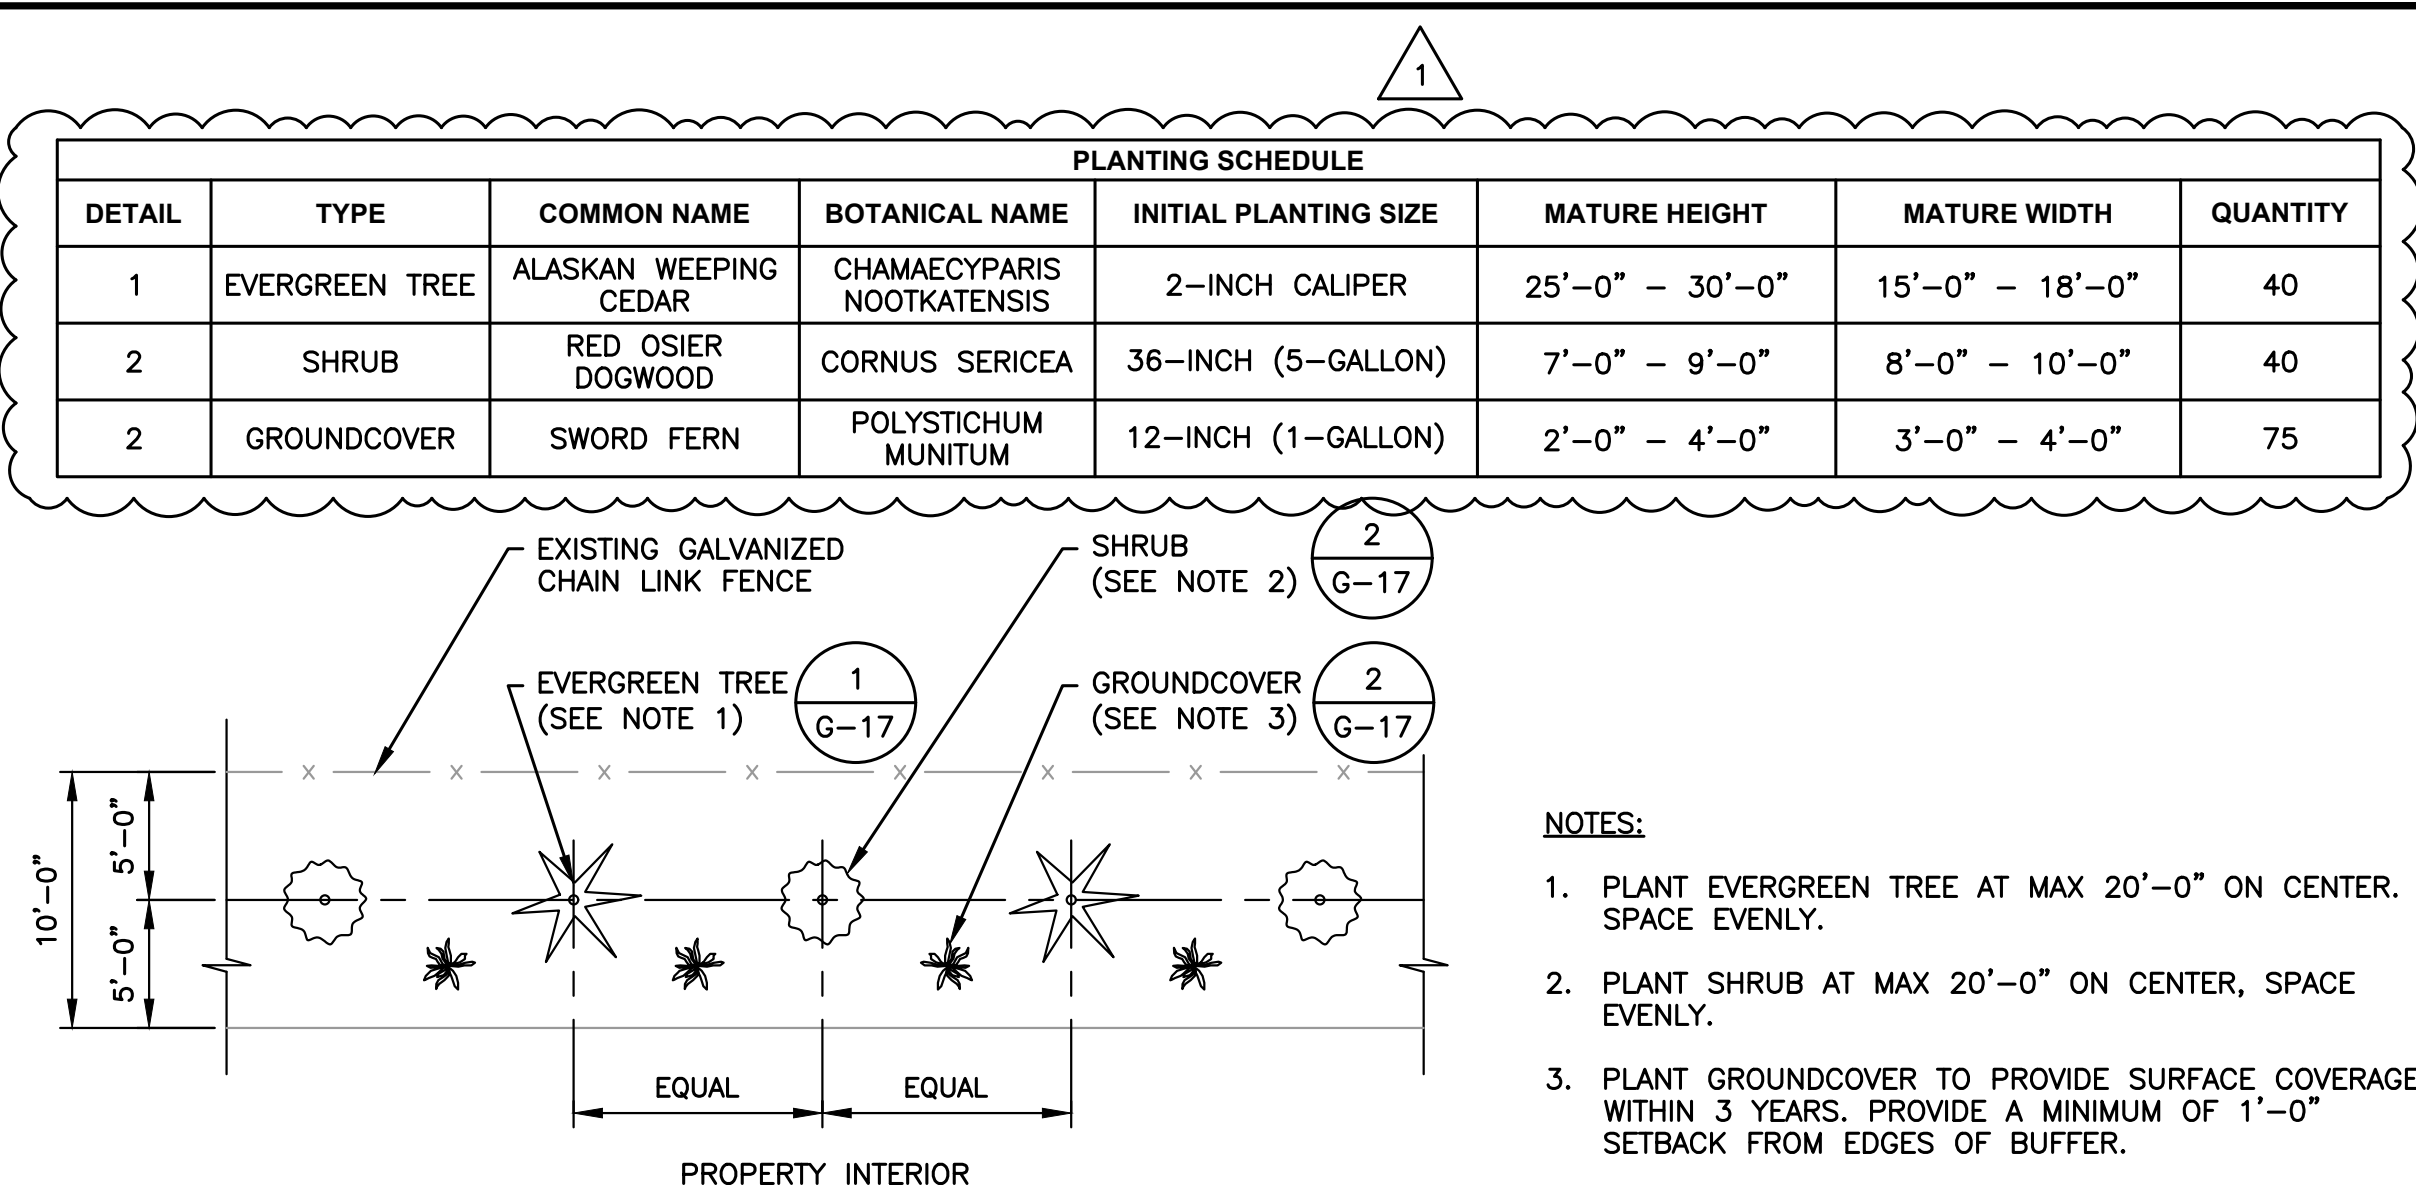 1
PLANTING SCHEDULE
DETAIL TYPE COMMON NAME BOTANICAL NAME INITIAL PLANTING SIZE MATURE HEIGHT MATURE WIDTH QUANTITY
1 EVERGREEN TREE ALASKAN WEEPING CEDAR CHAMAECYPARIS NOOTKATENSIS 2-INCH CALIPER 25'-0" - 30'-0" 15'-0" - 18'-0" 40
2 SHRUB RED OSIER DOGWOOD CORNUS SERICEA 36-INCH (5-GALLON) 7'-0" - 9'-0" 8'-0" - 10'-0" 40
2 GROUNDCOVER SWORD FERN POLYSTICHUM MUNITUM 12-INCH (1-GALLON) 2'-0" - 4'-0" 3'-0" - 4'-0" 75
EXISTING GALVANIZED
CHAIN LINK FENCE
SHRUB
(SEE NOTE 2)
2
G-17
EVERGREEN TREE
(SEE NOTE 1)
1
G-17
GROUNDCOVER
(SEE NOTE 3)
2
G-17
X X X X X X X X
10'-0"
5'-0"
5'-0"
EQUAL EQUAL
PROPERTY INTERIOR
NOTES:
1. PLANT EVERGREEN TREE AT MAX 20'-0" ON CENTER.
SPACE EVENLY.
2. PLANT SHRUB AT MAX 20'-0" ON CENTER, SPACE
EVENLY.
3. PLANT GROUNDCOVER TO PROVIDE SURFACE COVERAGE
WITHIN 3 YEARS. PROVIDE A MINIMUM OF 1'-0"
SETBACK FROM EDGES OF BUFFER.